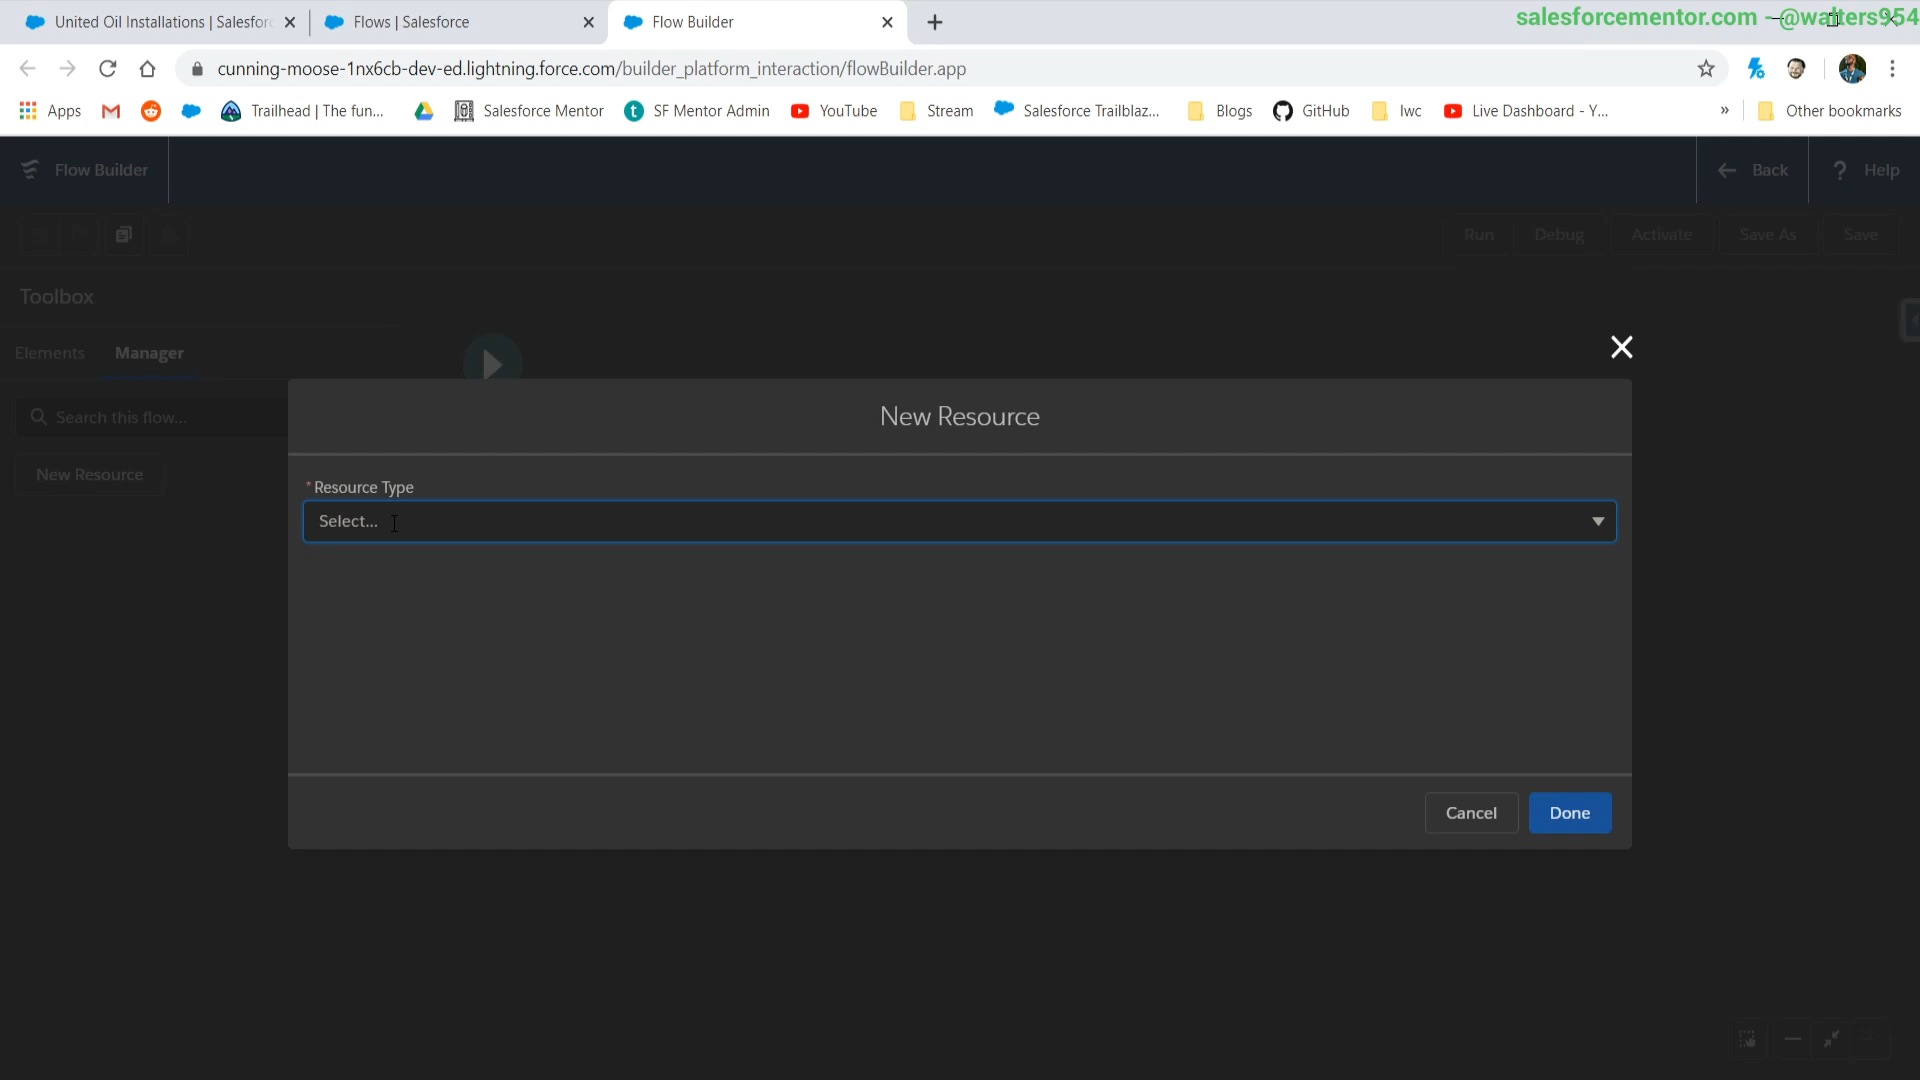 United Oil Installations | Salesforc
Flows | Salesforce
Flow Builder
salesforcementor.com - @walters954
cunning-moose-1nx6cb-dev-ed.lightning.force.com/builder_platform_interaction/flowBuilder.app
Apps
Trailhead | The fun...
Salesforce Mentor
SF Mentor Admin
YouTube
Stream
Salesforce Trailblaz...
Blogs
GitHub
lwc
Live Dashboard - Y...
»
Other bookmarks
Flow Builder
Back
? Help
Run
Debug
Activate
Save As
Save
Toolbox
Elements
Manager
Search this flow...
New Resource
New Resource
* Resource Type
Select...
Cancel
Done